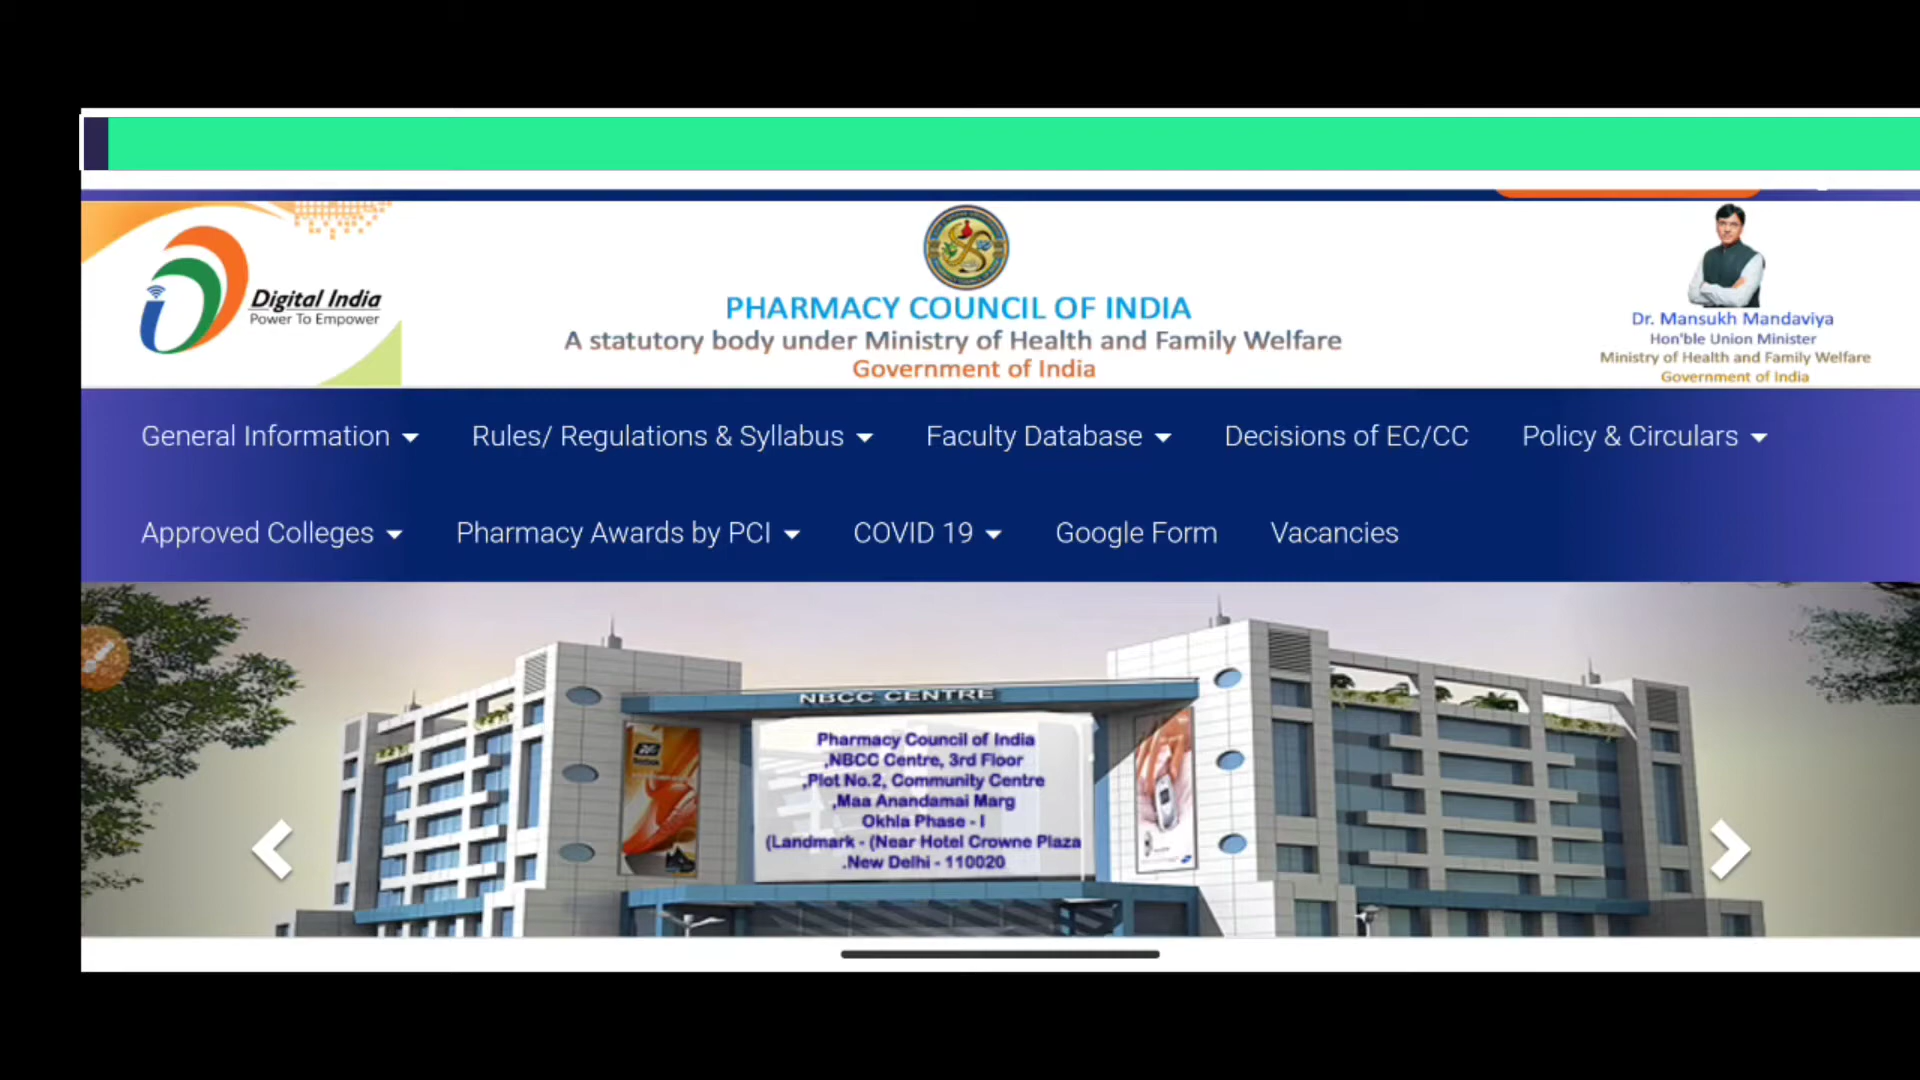 Digital India
Power To Empower
PHARMACY COUNCIL OF INDIA
A statutory body under Ministry of Health and Family Welfare
Government of India
Dr. Mansukh Mandaviya
Hon'ble Union Minister
Ministry of Health and Family Welfare
Government of India
General Information
Rules/ Regulations & Syllabus
Faculty Database
Decisions of EC/CC
Policy & Circulars
Approved Colleges
Pharmacy Awards by PCI
COVID 19
Google Form
Vacancies
NBCC CENTRE
Pharmacy Council of India
,NBCC Centre, 3rd Floor
,Plot No.2, Community Centre
,Maa Anandamai Marg
Okhla Phase - I
(Landmark - (Near Hotel Crowne Plaza
.New Delhi - 110020